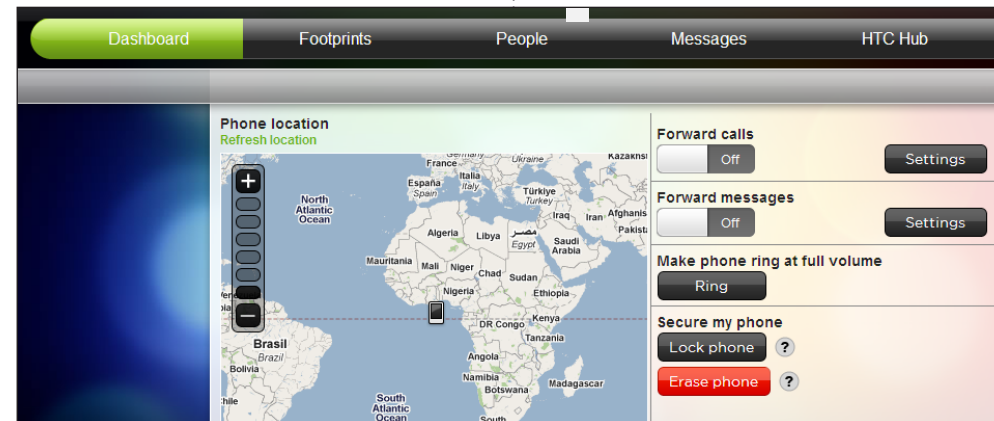 Dashboard
Footprints
People
Messages
HTC Hub
Phone location
Refresh location
Ukraine
France
Italia
Italy
España
Spain
Türkiye
Turkey
North
Atlantic
Ocean
Iraq
Iran
Algeria
Libya
مصر
Egypt
Saudi
Arabia
Mauritania
Mali
Niger
Chad
Sudan
Nigeria
Ethiopia
DR Congo
Kenya
Tanzania
Brasil
Brazil
Bolivia
Angola
Namibia
Botswana
Madagascar
South
Atlantic
Ocean
South
Forward calls
Off
Settings
Forward messages
Off
Settings
Make phone ring at full volume
Ring
Secure my phone
Lock phone
?
Erase phone
?